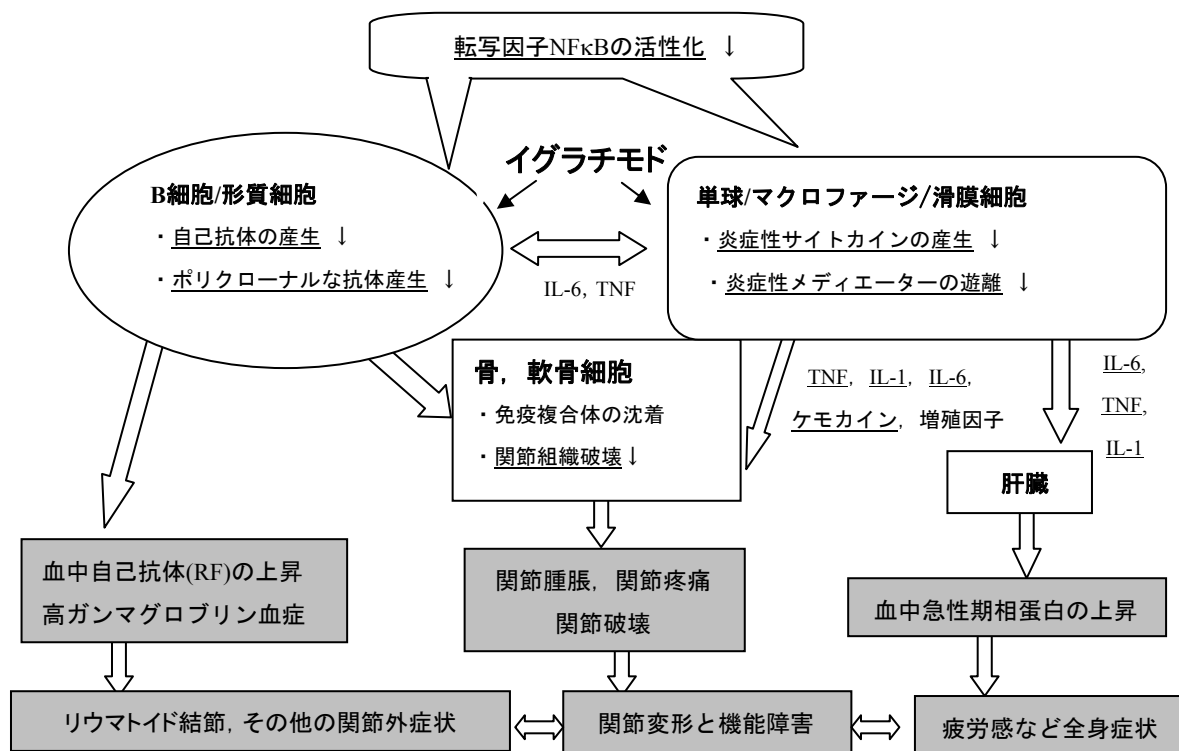 転写因子NFκBの活性化 ↓
イグラチモド
B細胞/形質細胞
・自己抗体の産生 ↓
・ポリクローナルな抗体産生 ↓
単球/マクロファージ/滑膜細胞
・炎症性サイトカインの産生 ↓
・炎症性メディエーターの遊離 ↓
IL-6, TNF
骨，軟骨細胞
・免疫複合体の沈着
・関節組織破壊↓
TNF, IL-1, IL-6,
ケモカイン，増殖因子
IL-6,
TNF,
IL-1
肝臓
血中自己抗体(RF)の上昇
高ガンマグロブリン血症
関節腫脹，関節疼痛
関節破壊
血中急性期相蛋白の上昇
リウマトイド結節，その他の関節外症状
関節変形と機能障害
疲労感など全身症状